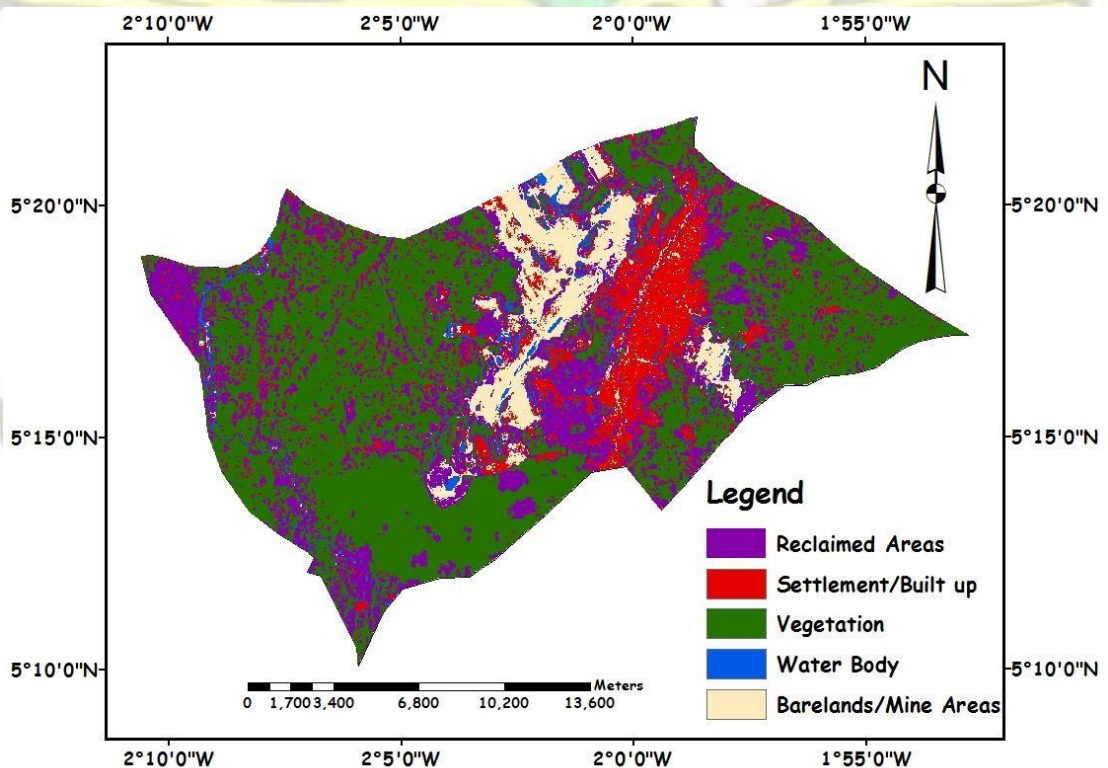 2°10'0"W 2°5'0"W 2°0'0"W 1°55'0"W
N
5°20'0"N 5°20'0"N
5°15'0"N 5°15'0"N
Legend
Reclaimed Areas
Settlement/Built up
Vegetation
Water Body
Barelands/Mine Areas
5°10'0"N 5°10'0"N
Meters
0 1,700 3,400 6,800 10,200 13,600
2°10'0"W 2°5'0"W 2°0'0"W 1°55'0"W